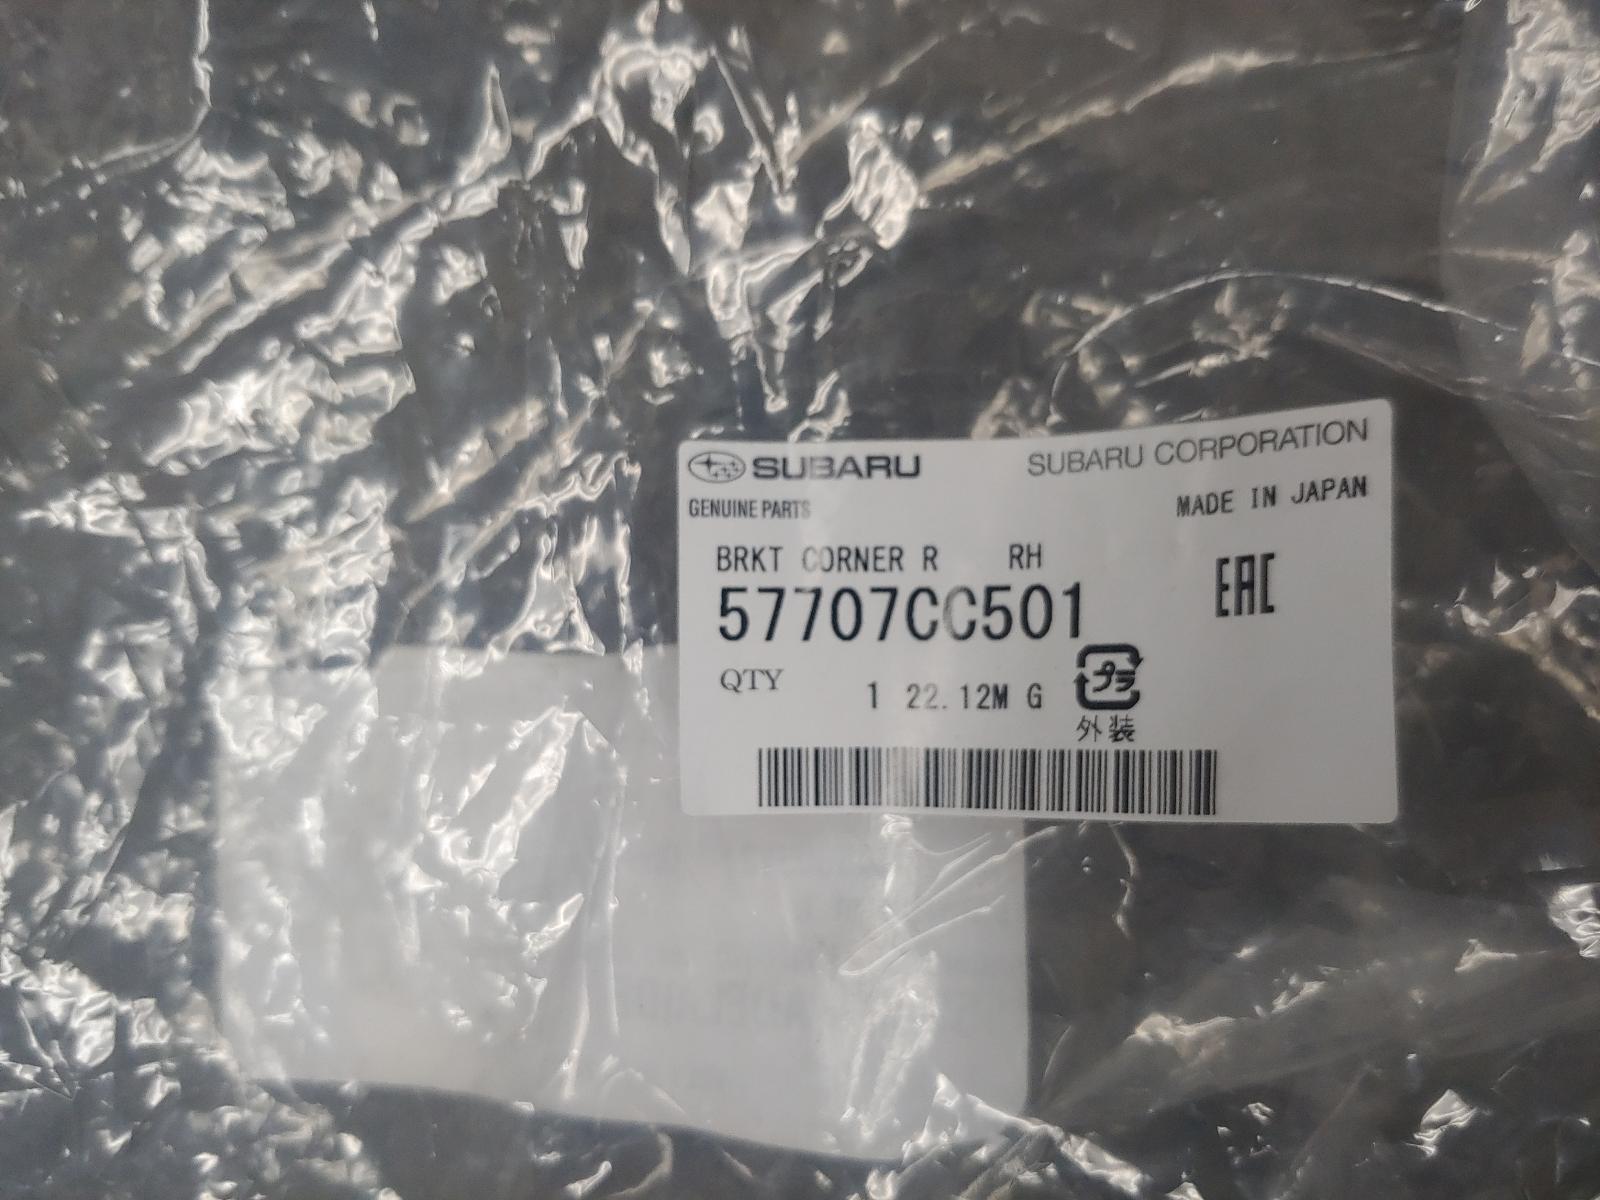 SUBARU SUBARU CORPORATION
GENUINE PARTS MADE IN JAPAN
BRKT CORNER R RH
57707CC501 EAC
QTY 1 22.12M G プラ
外装